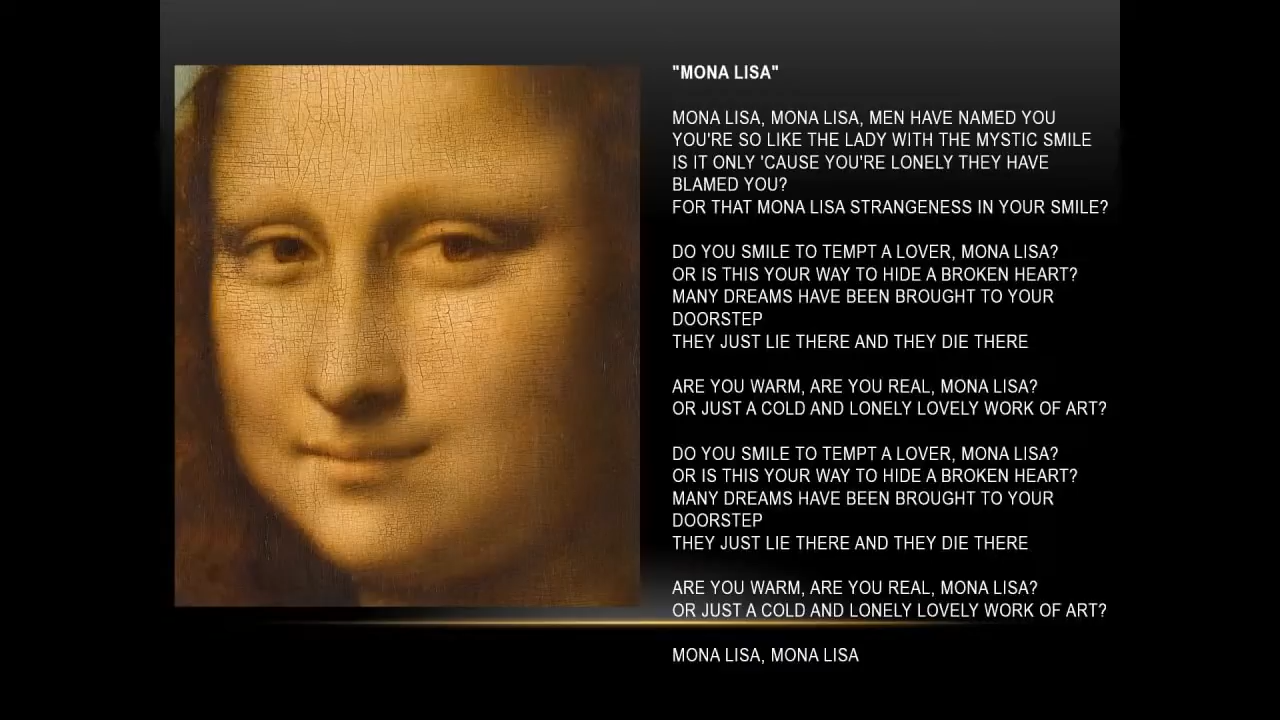 "MONA LISA"
MONA LISA, MONA LISA, MEN HAVE NAMED YOU
YOU'RE SO LIKE THE LADY WITH THE MYSTIC SMILE
IS IT ONLY 'CAUSE YOU'RE LONELY THEY HAVE
BLAMED YOU?
FOR THAT MONA LISA STRANGENESS IN YOUR SMILE?
DO YOU SMILE TO TEMPT A LOVER, MONA LISA?
OR IS THIS YOUR WAY TO HIDE A BROKEN HEART?
MANY DREAMS HAVE BEEN BROUGHT TO YOUR
DOORSTEP
THEY JUST LIE THERE AND THEY DIE THERE
ARE YOU WARM, ARE YOU REAL, MONA LISA?
OR JUST A COLD AND LONELY LOVELY WORK OF ART?
DO YOU SMILE TO TEMPT A LOVER, MONA LISA?
OR IS THIS YOUR WAY TO HIDE A BROKEN HEART?
MANY DREAMS HAVE BEEN BROUGHT TO YOUR
DOORSTEP
THEY JUST LIE THERE AND THEY DIE THERE
ARE YOU WARM, ARE YOU REAL, MONA LISA?
OR JUST A COLD AND LONELY LOVELY WORK OF ART?
MONA LISA, MONA LISA